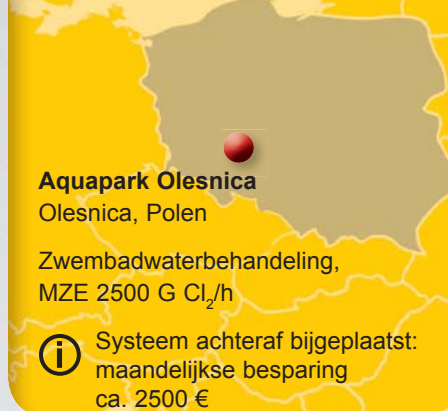 Aquapark Olesnica
Olesnica, Polen
Zwembadwaterbehandeling,
MZE 2500 G Cl₂/h
Systeem achteraf bijgeplaatst:
maandelijkse besparing
ca. 2500 €